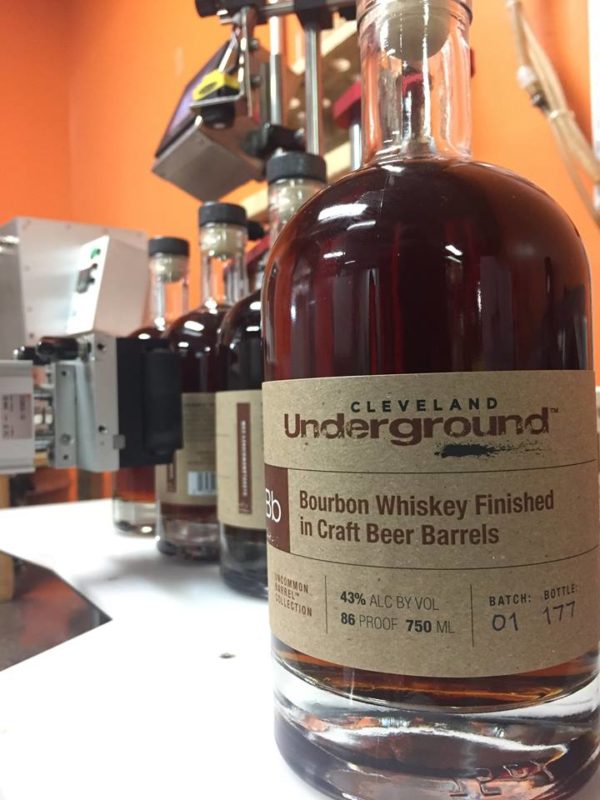 CLEVELAND
Underground™
Bb
Bourbon Whiskey Finished
in Craft Beer Barrels
UNCOMMON
BARREL™
COLLECTION
43% ALC BY VOL
86 PROOF 750 ML
BATCH: BOTTLE:
01 177